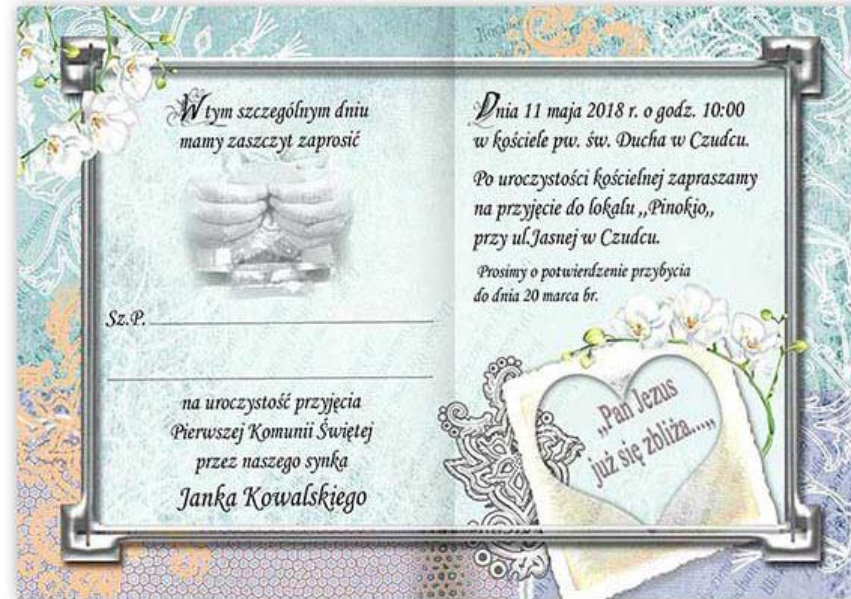 W tym szczególnym dniu
mamy zaszczyt zaprosić
Sz.P.
na uroczystość przyjęcia
Pierwszej Komunii Świętej
przez naszego synka
Janka Kowalskiego
Dnia 11 maja 2018 r. o godz. 10:00
w kościele pw. św. Ducha w Czudcu.
Po uroczystości kościelnej zapraszamy
na przyjęcie do lokalu ,,Pinokio,,
przy ul.Jasnej w Czudcu.
Prosimy o potwierdzenie przybycia
do dnia 20 marca br.
,,Pan Jezus
już się zbliża....,,